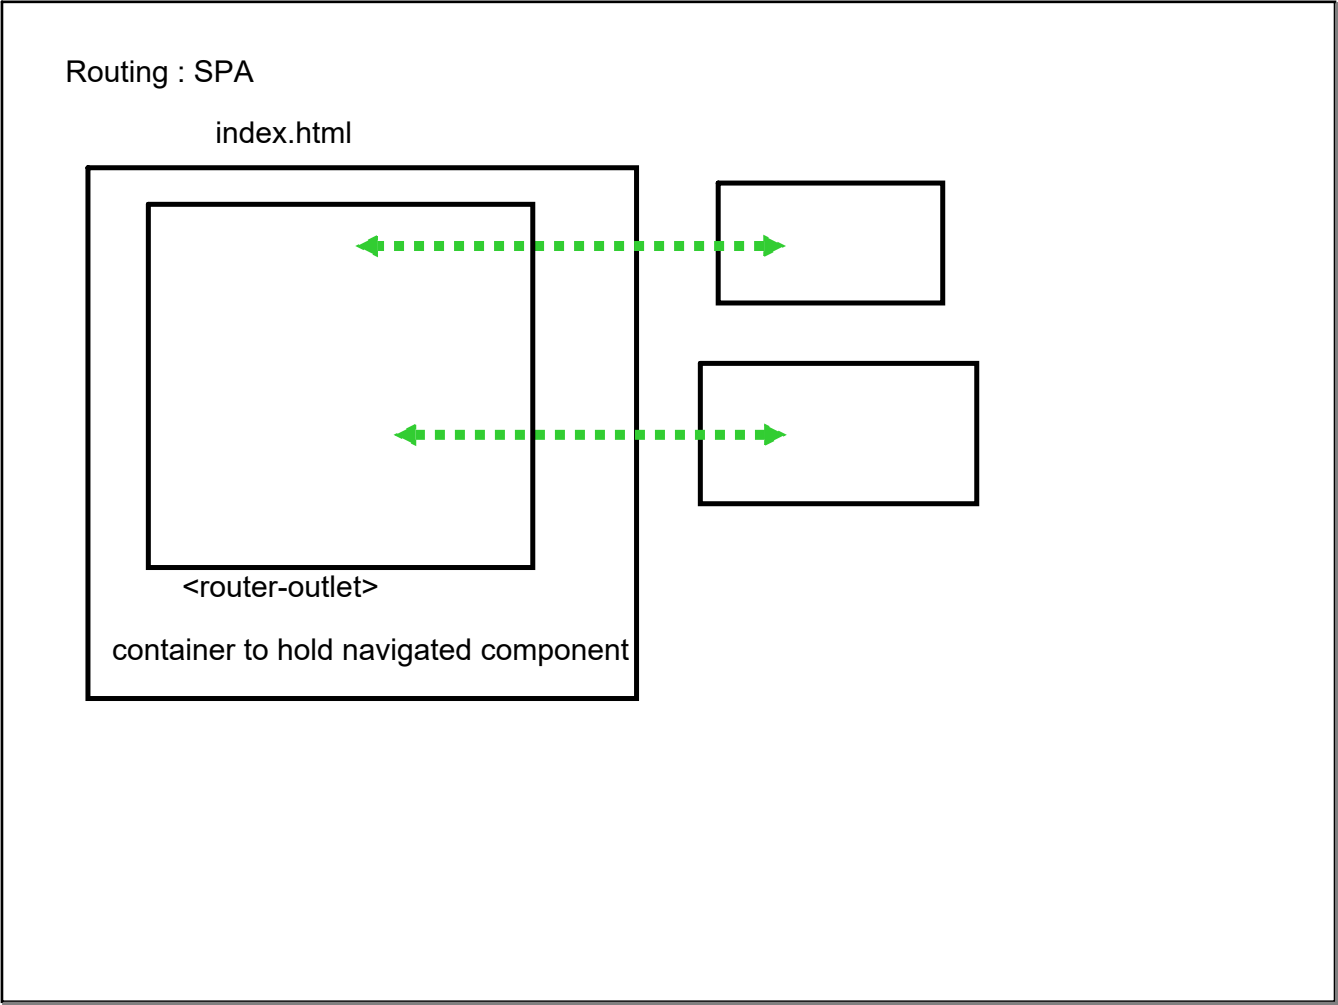 Routing : SPA
index.html
<router-outlet>
container to hold navigated component